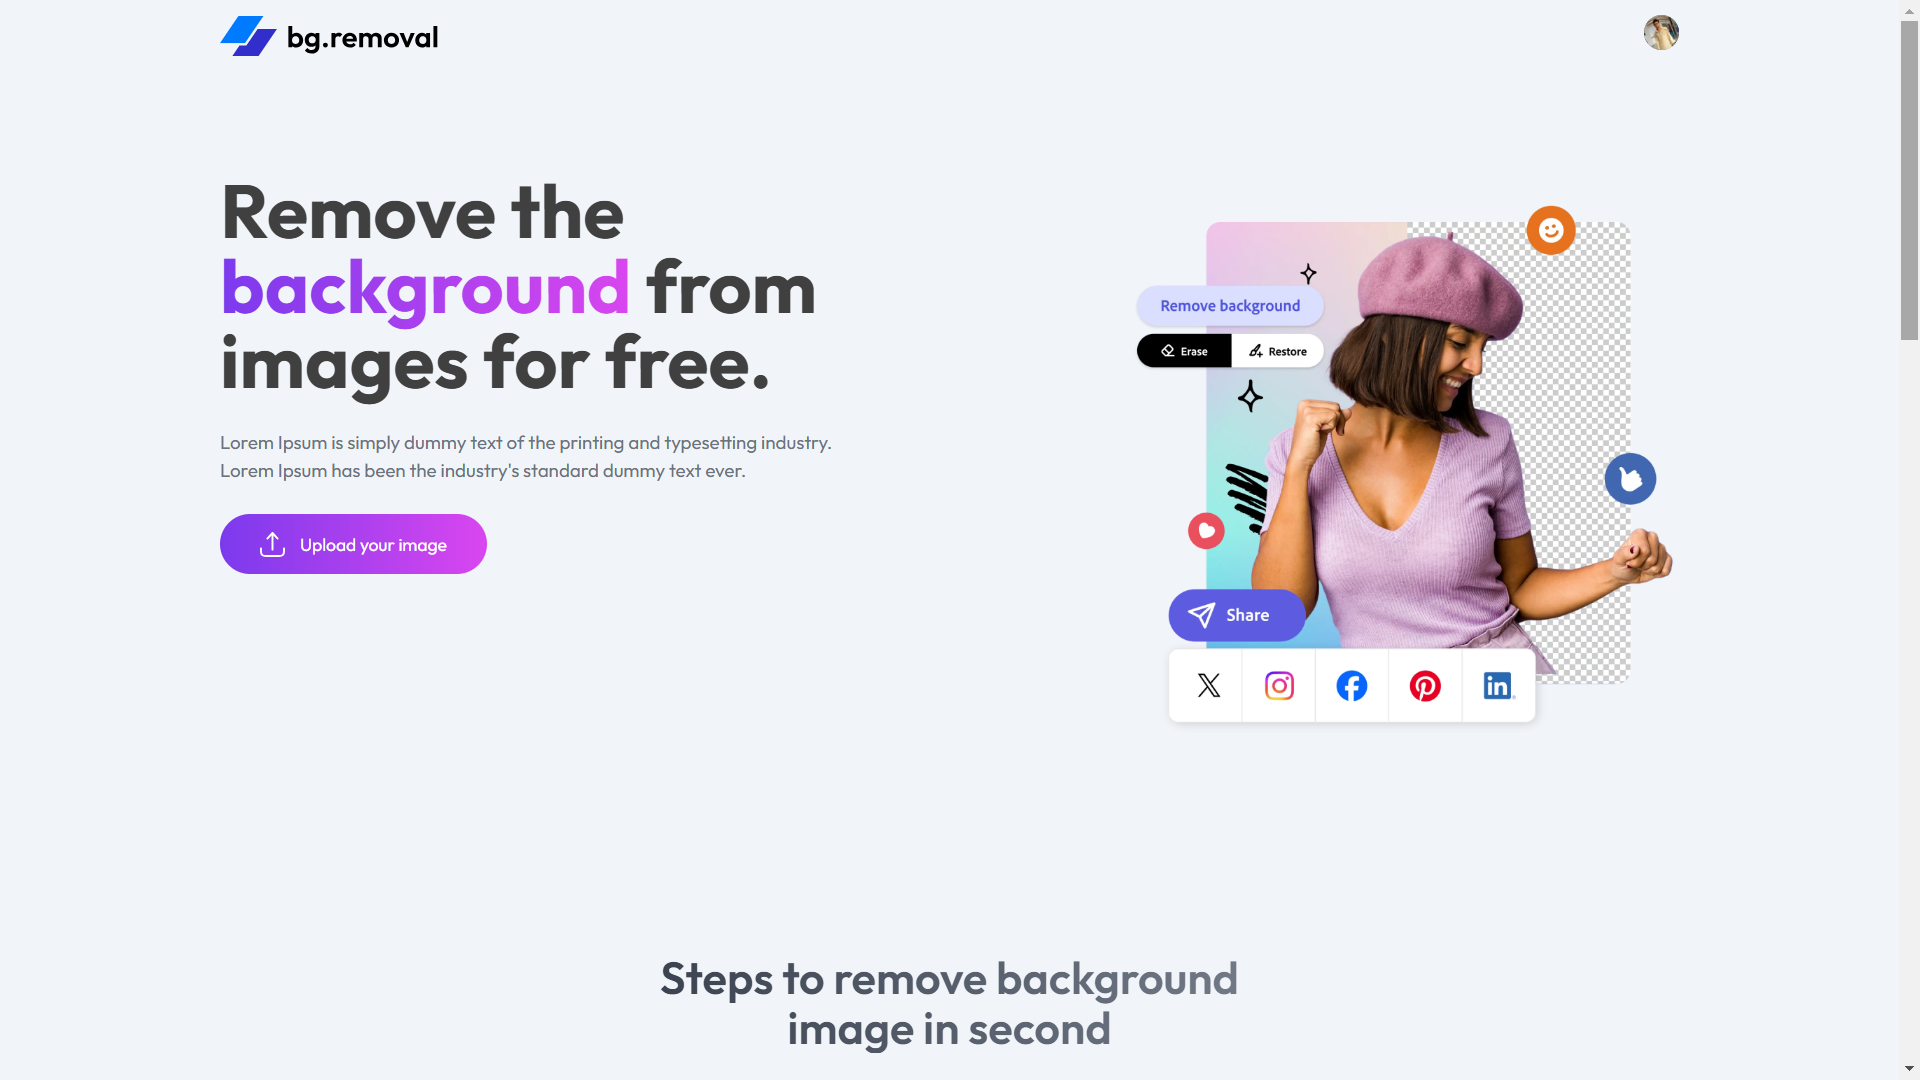 bg.removal
Remove the
background from
images for free.
Lorem Ipsum is simply dummy text of the printing and typesetting industry.
Lorem Ipsum has been the industry's standard dummy text ever.
Upload your image
Remove background
Erase
Restore
Share
Steps to remove background
image in second